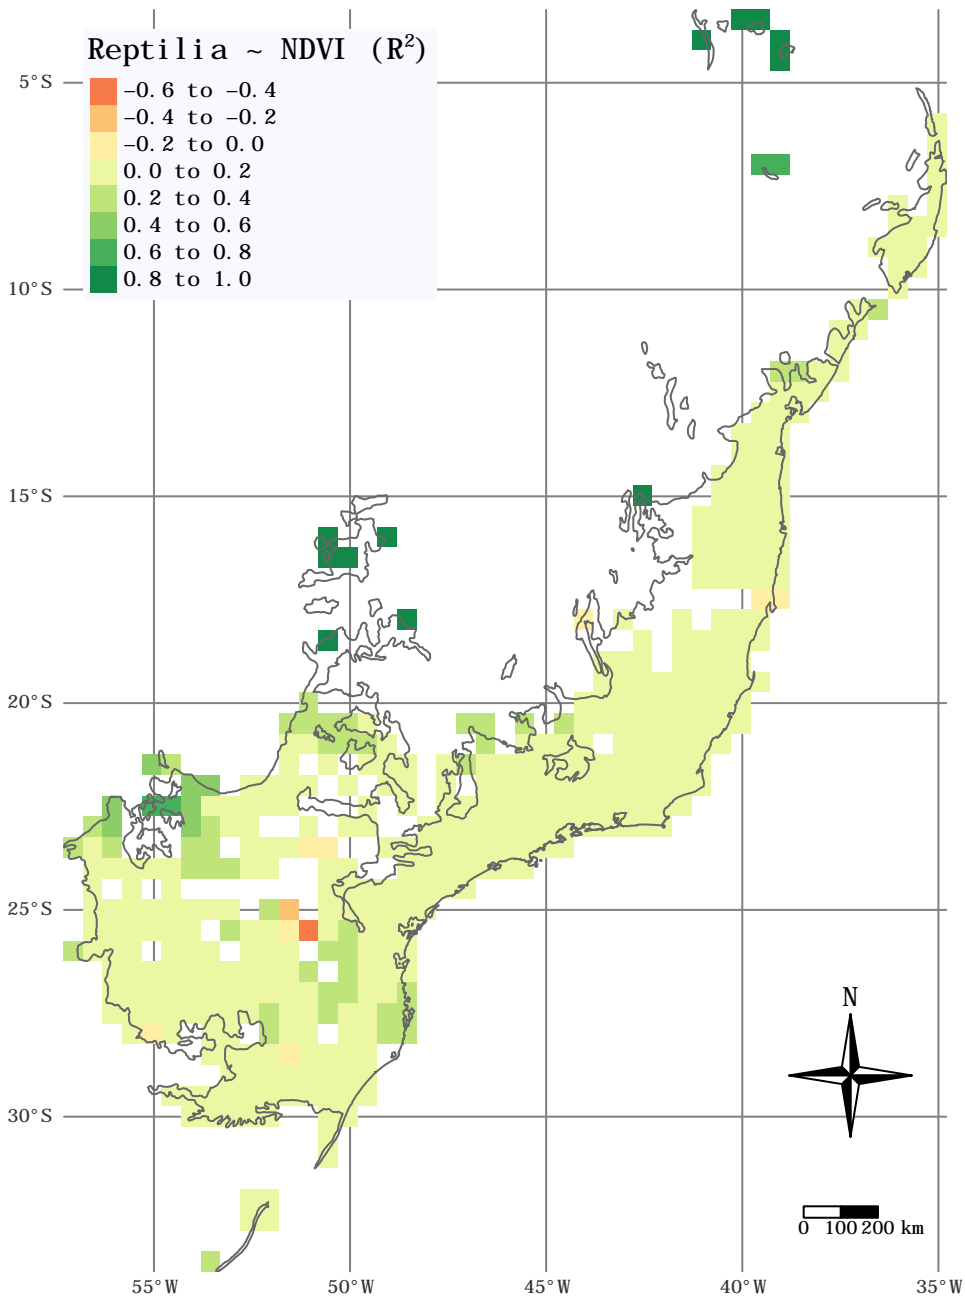 Reptilia ~ NDVI (R²)
−0.6 to −0.4
−0.4 to −0.2
−0.2 to 0.0
0.0 to 0.2
0.2 to 0.4
0.4 to 0.6
0.6 to 0.8
0.8 to 1.0
5°S
10°S
15°S
20°S
25°S
30°S
N
0 100 200 km
55°W 50°W 45°W 40°W 35°W